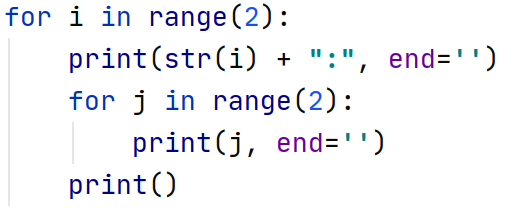 for i in range(2):
    print(str(i) + ":", end='')
    for j in range(2):
        print(j, end='')
    print()